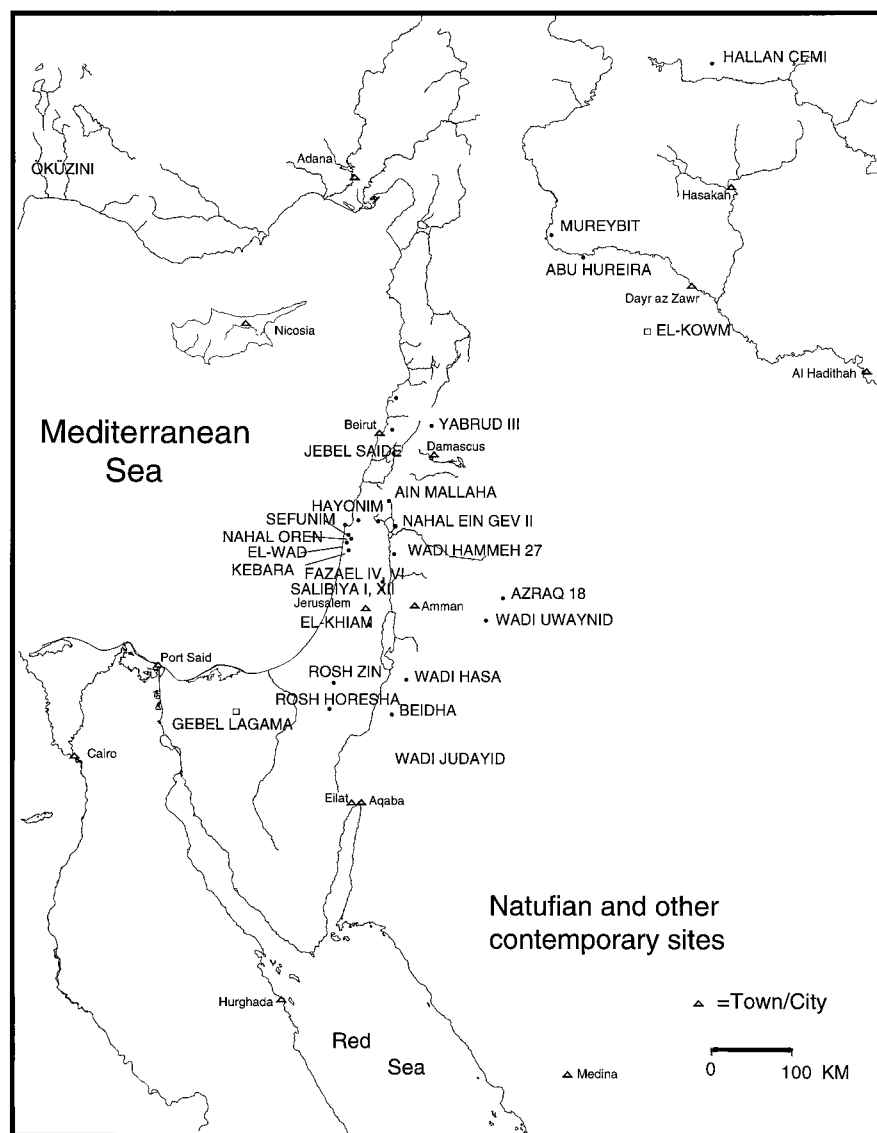 HALLAN ÇEMI
ÖKÜZINI
Adana
Hasakah
MUREYBIT
ABU HUREIRA
Dayr az Zawr
Nicosia
EL-KOWM
Al Hadithah
Mediterranean
Sea
Beirut
YABRUD III
JEBEL SAIDE
Damascus
AIN MALLAHA
HAYONIM
SEFUNIM
NAHAL EIN GEV II
NAHAL OREN
EL-WAD
WADI HAMMEH 27
KEBARA
FAZAEL IV, VI
SALIBIYA I, XII
AZRAQ 18
Jerusalem
Amman
EL-KHIAM
WADI UWAYNID
Port Said
ROSH ZIN
WADI HASA
ROSH HORESHA
BEIDHA
GEBEL LAGAMA
Cairo
WADI JUDAYID
Eilat
Aqaba
Natufian and other
contemporary sites
Hurghada
=Town/City
Red
Sea
Medina
0 100 KM